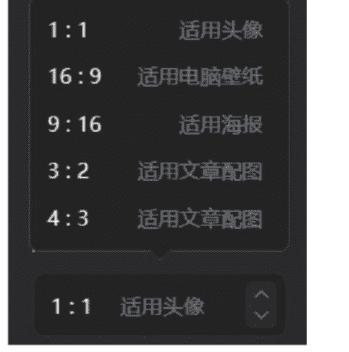 1 : 1 适用头像
16 : 9 适用电脑壁纸
9 : 16 适用海报
3 : 2 适用文章配图
4 : 3 适用文章配图
1 : 1 适用头像